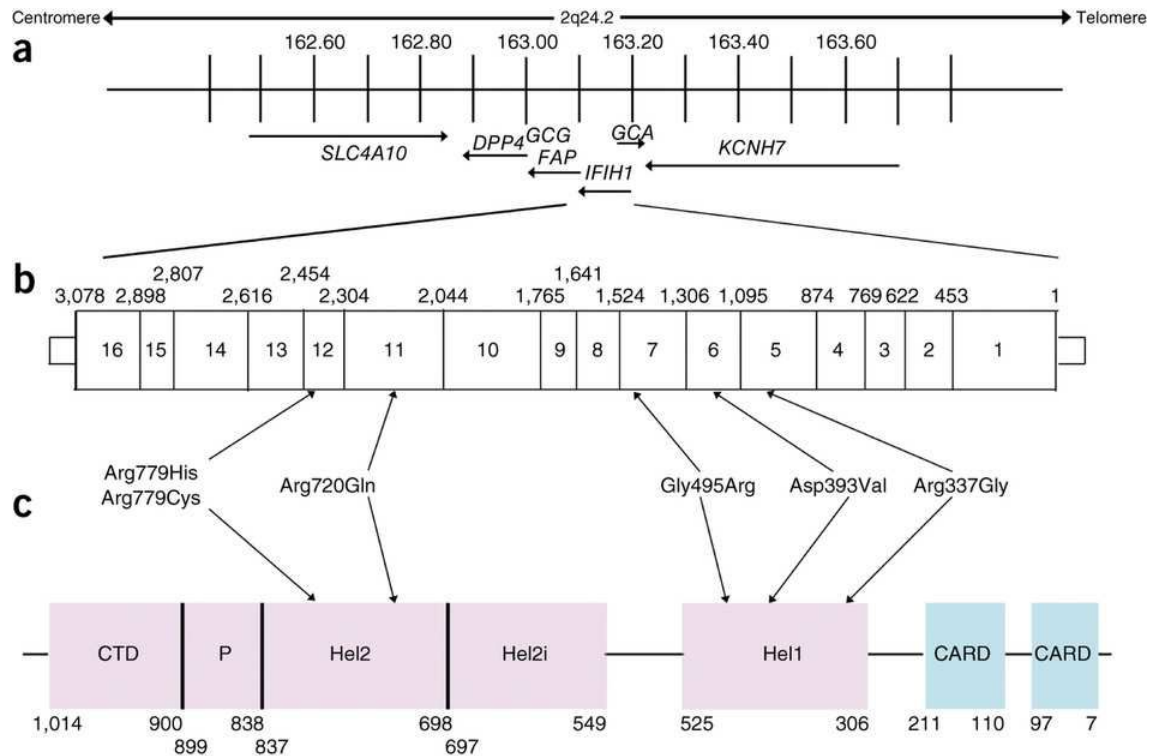 Centromere 2q24.2 Telomere
a
162.60 162.80 163.00 163.20 163.40 163.60
SLC4A10 DPP4 GCG GCA KCNH7
FAP IFIH1
b
2,807 2,454 1,641
3,078 2,898 2,616 2,304 2,044 1,765 1,524 1,306 1,095 874 769 622 453 1
16 15 14 13 12 11 10 9 8 7 6 5 4 3 2 1
Arg779His
Arg779Cys Arg720Gln Gly495Arg Asp393Val Arg337Gly
c
CTD P Hel2 Hel2i Hel1 CARD CARD
1,014 900 838 698 549 525 306 211 110 97 7
899 837 697